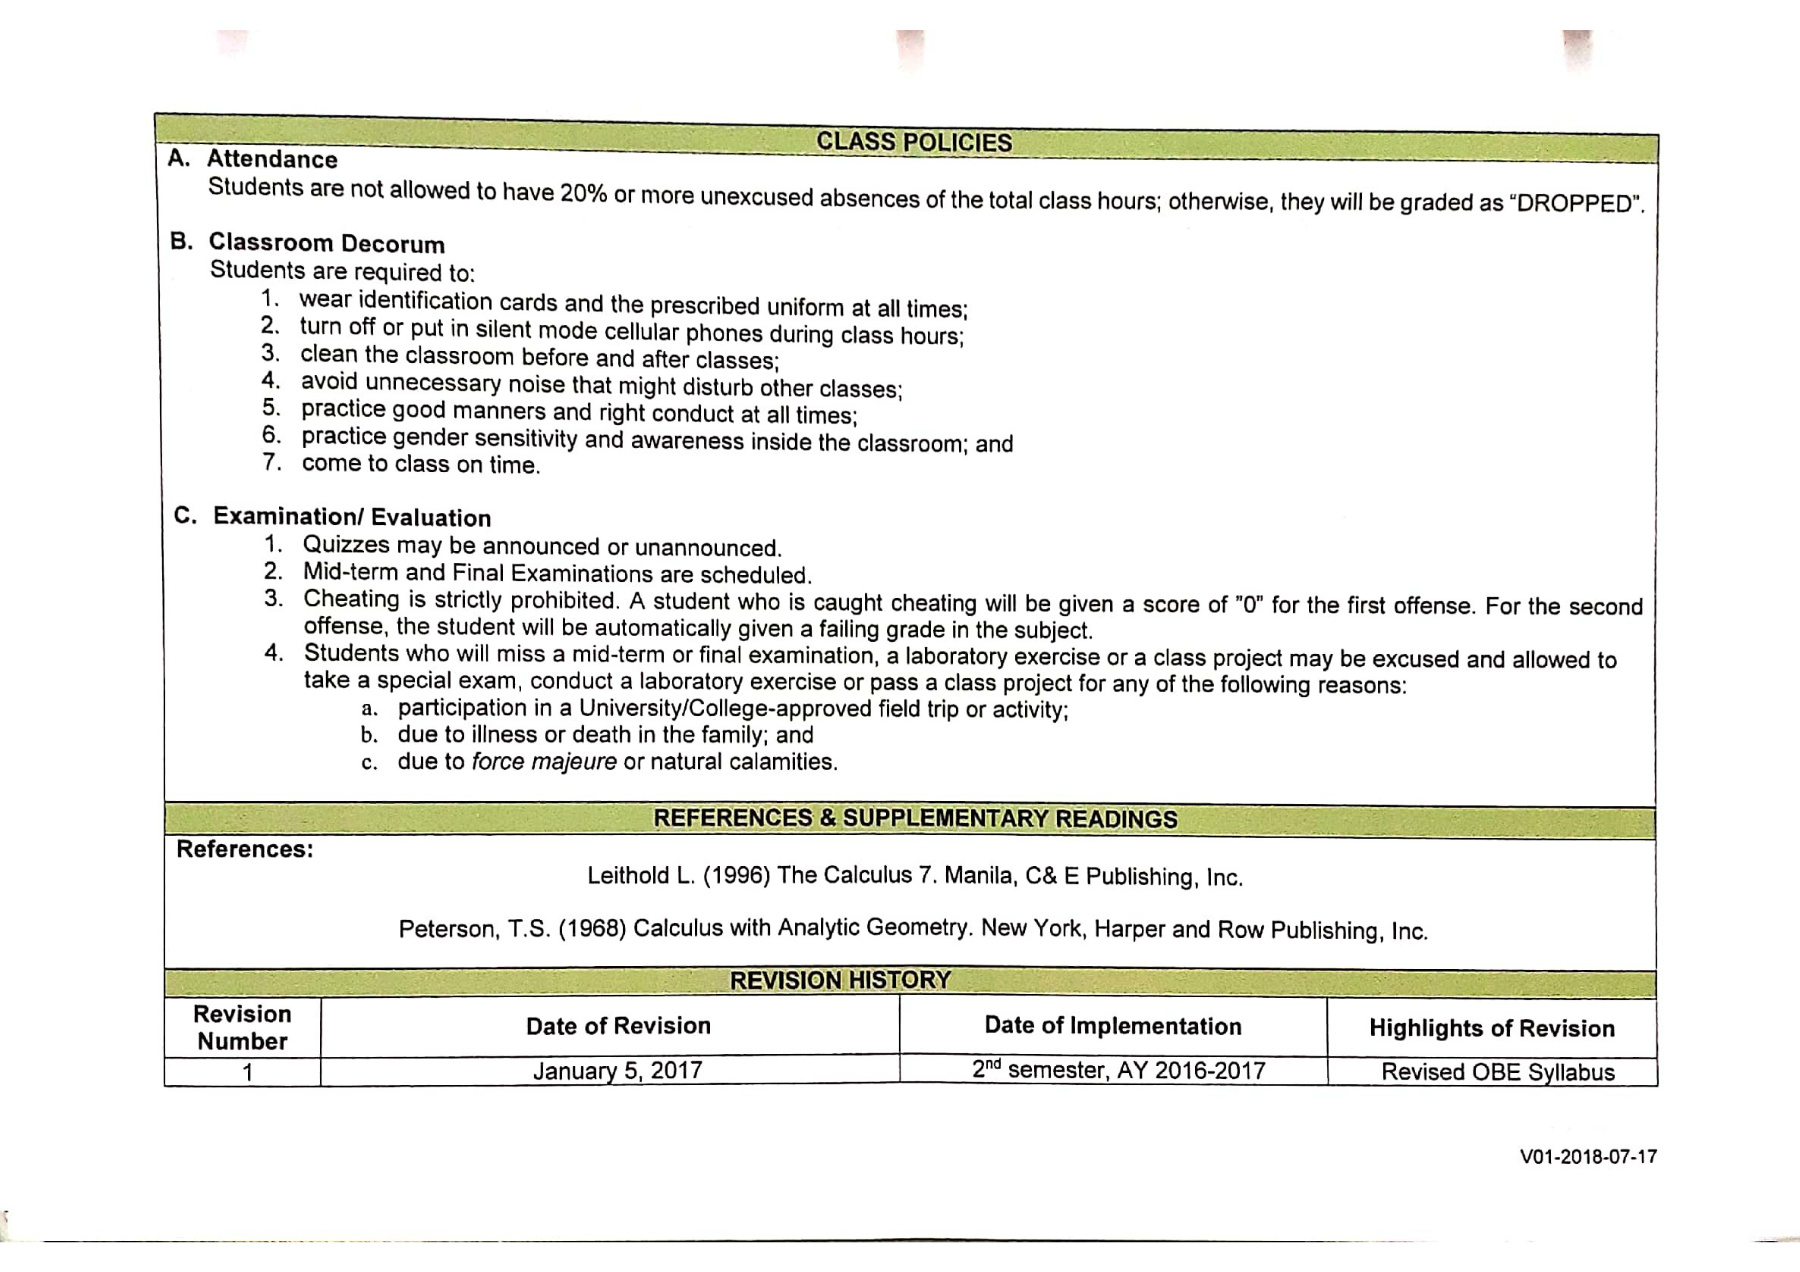 CLASS POLICIES
A. Attendance
Students are not allowed to have 20% or more unexcused absences of the total class hours; otherwise, they will be graded as “DROPPED”.
B. Classroom Decorum
Students are required to:
1. wear identification cards and the prescribed uniform at all times;
2. turn off or put in silent mode cellular phones during class hours;
3. clean the classroom before and after classes;
4. avoid unnecessary noise that might disturb other classes;
5. practice good manners and right conduct at all times;
6. practice gender sensitivity and awareness inside the classroom; and
7. come to class on time.
C. Examination/ Evaluation
1. Quizzes may be announced or unannounced.
2. Mid-term and Final Examinations are scheduled.
3. Cheating is strictly prohibited. A student who is caught cheating will be given a score of "0" for the first offense. For the second
offense, the student will be automatically given a failing grade in the subject.
4. Students who will miss a mid-term or final examination, a laboratory exercise or a class project may be excused and allowed to
take a special exam, conduct a laboratory exercise or pass a class project for any of the following reasons:
a. participation in a University/College-approved field trip or activity;
b. due to illness or death in the family; and
c. due to force majeure or natural calamities.
REFERENCES & SUPPLEMENTARY READINGS
References:
Leithold L. (1996) The Calculus 7. Manila, C& E Publishing, Inc.
Peterson, T.S. (1968) Calculus with Analytic Geometry. New York, Harper and Row Publishing, Inc.
REVISION HISTORY
Revision Number
Date of Revision
Date of Implementation
Highlights of Revision
1
January 5, 2017
2nd semester, AY 2016-2017
Revised OBE Syllabus
V01-2018-07-17